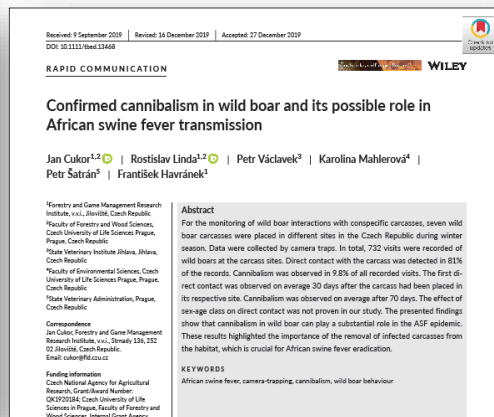 Received: 9 September 2019 | Revised: 16 December 2019 | Accepted: 27 December 2019
DOI: 10.1111/tbed.13468
Check for updates
RAPID COMMUNICATION
WILEY
Confirmed cannibalism in wild boar and its possible role in
African swine fever transmission
Jan Cukor1,2 | Rostislav Linda1,2 | Petr Václavek3 | Karolina Mahlerová4 |
Petr Šatrán5 | František Havránek1
1Forestry and Game Management Research
Institute, v.v.i., Jíloviště, Czech Republic
2Faculty of Forestry and Wood Sciences,
Czech University of Life Sciences Prague,
Prague, Czech Republic
3State Veterinary Institute Jihlava, Jihlava,
Czech Republic
4Faculty of Environmental Sciences, Czech
University of Life Sciences Prague, Prague,
Czech Republic
5State Veterinary Administration, Prague,
Czech Republic
Correspondence
Jan Cukor, Forestry and Game Management
Research Institute, v.v.i., Strnady 136, 252
02 Jíloviště, Czech Republic.
Email: cukor@fld.czu.cz
Funding information
Czech National Agency for Agricultural
Research, Grant/Award Number:
QK1920184; Czech University of Life
Sciences in Prague, Faculty of Forestry and
Wood Sciences, Internal Grant Agency
Abstract
For the monitoring of wild boar interactions with conspecific carcasses, seven wild
boar carcasses were placed in different sites in the Czech Republic during winter
season. Data were collected by camera traps. In total, 732 visits were recorded of
wild boars at the carcass sites. Direct contact with the carcass was detected in 81%
of the records. Cannibalism was observed in 9.8% of all recorded visits. The first di-
rect contact was observed on average 30 days after the carcass had been placed in
its respective site. Cannibalism was observed on average after 70 days. The effect of
sex-age class on direct contact was not proven in our study. The presented findings
show that cannibalism in wild boar can play a substantial role in the ASF epidemic.
These results highlighted the importance of the removal of infected carcasses from
the habitat, which is crucial for African swine fever eradication.
KEYWORDS
African swine fever, camera-trapping, cannibalism, wild boar behaviour